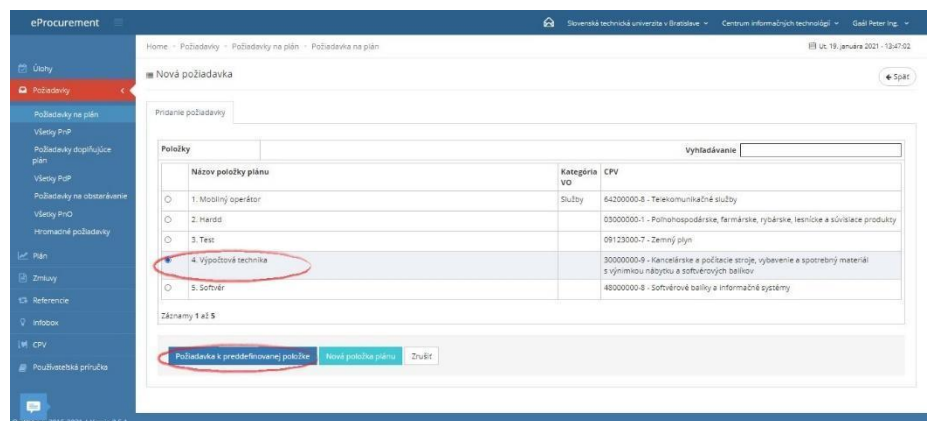 eProcurement
Slovenská technická univerzita v Bratislave
Centrum informačných technológií
Gaál Peter Ing.
Home - Požiadavky - Požiadavky na plán - Požiadavka na plán
Ut, 19. januára 2021 - 13:47:02
Úlohy
Požiadavky
Požiadavky na plán
Všetky PnP
Požiadavky doplňujúce
plán
Všetky PdP
Požiadavky na obstarávanie
Všetky PnO
Hromadné požiadavky
Plán
Zmluvy
Referencie
Infobox
CPV
Používateľská príručka
Nová požiadavka
Späť
Pridanie požiadavky
Položky
Vyhľadávanie
Názov položky plánu
Kategória
VO
CPV
1. Mobilný operátor
Služby
64200000-8 - Telekomunikačné služby
2. Hardd
03000000-1 - Poľnohospodárske, farmárske, rybárske, lesnícke a súvisiace produkty
3. Test
09123000-7 - Zemný plyn
4. Výpočtová technika
30000000-9 - Kancelárske a počítacie stroje, vybavenie a spotrebný materiál
s výnimkou nábytku a softvérových balíkov
5. Softvér
48000000-8 - Softvérové balíky a informačné systémy
Záznamy 1 až 5
Požiadavka k preddefinovanej položke
Nová položka plánu
Zrušiť